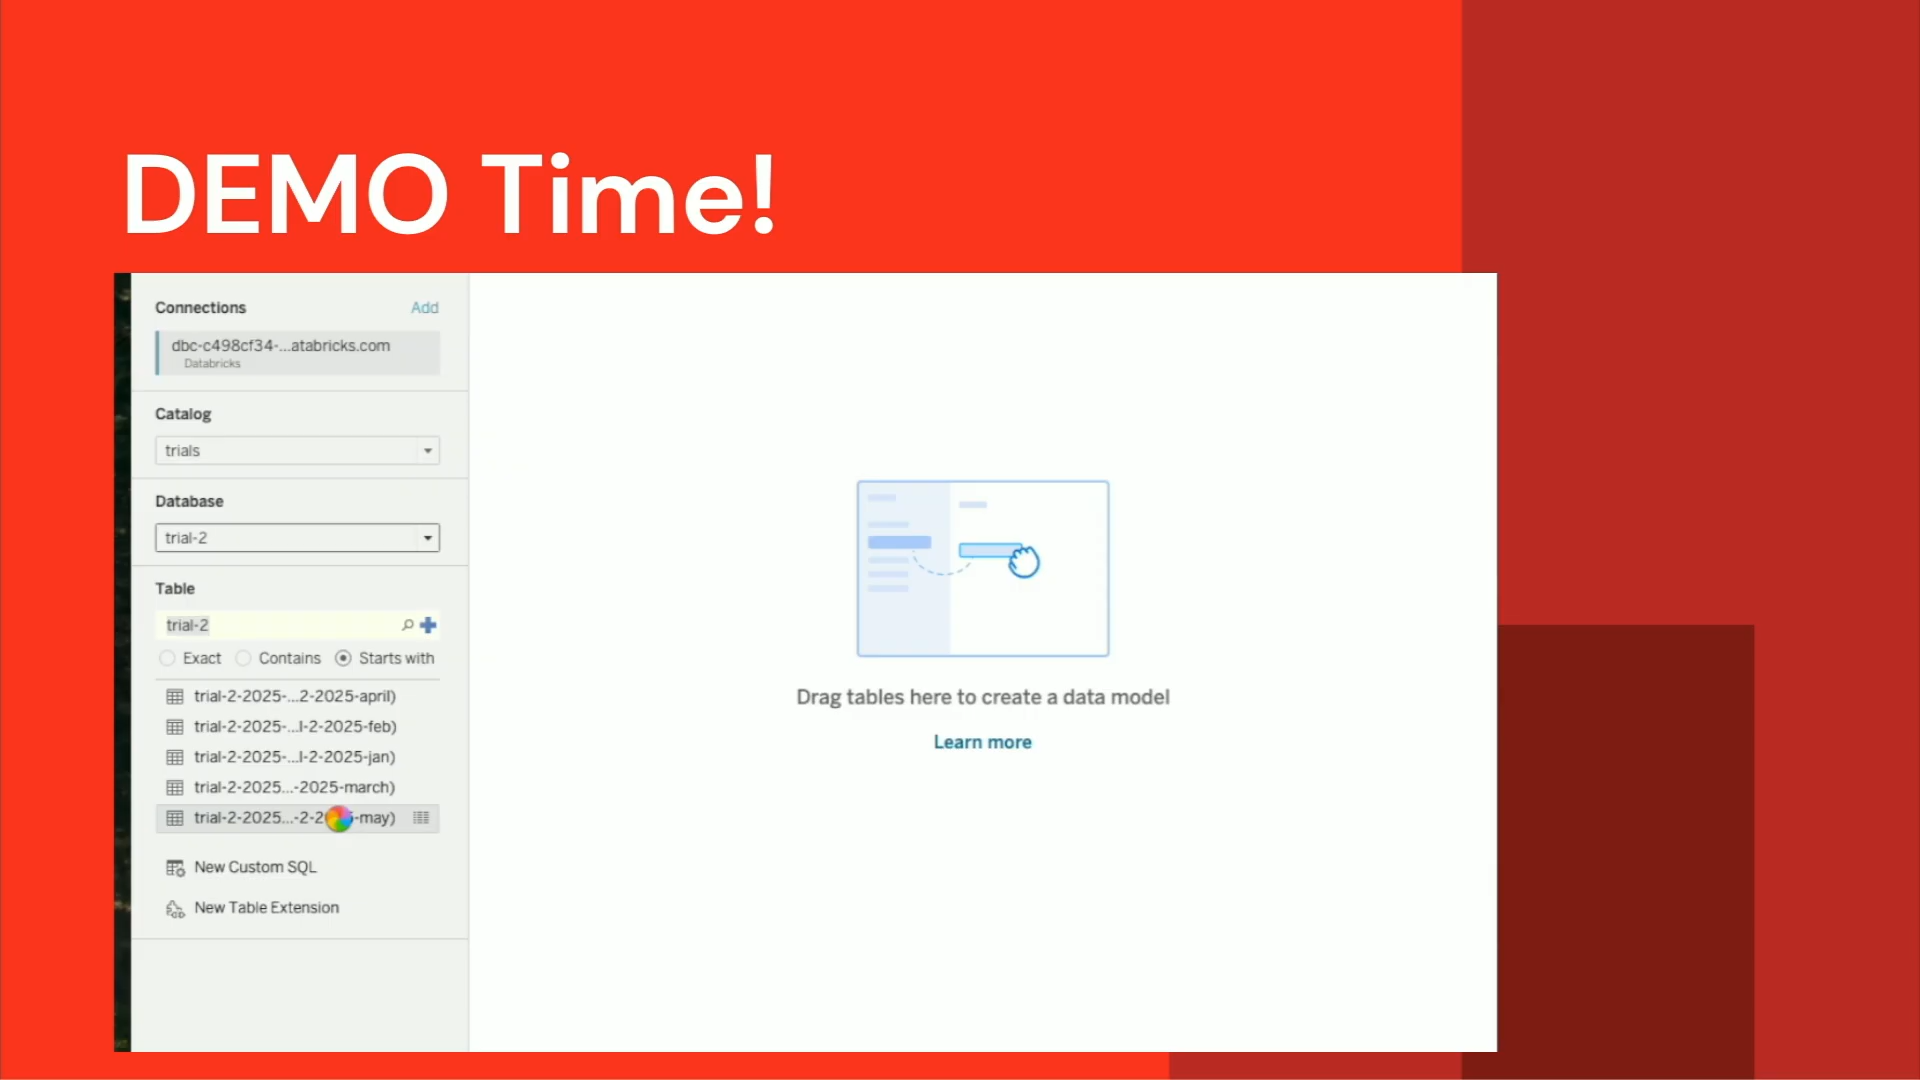 DEMO Time!
Connections
Add
dbc-c498cf34-...atabricks.com
Databricks
Catalog
trials
Database
trial-2
Table
trial-2
Exact
Contains
Starts with
trial-2-2025-...2-2025-april)
trial-2-2025-...l-2-2025-feb)
trial-2-2025-...l-2-2025-jan)
trial-2-2025...-2025-march)
trial-2-2025...-2-2 -may)
New Custom SQL
New Table Extension
Drag tables here to create a data model
Learn more